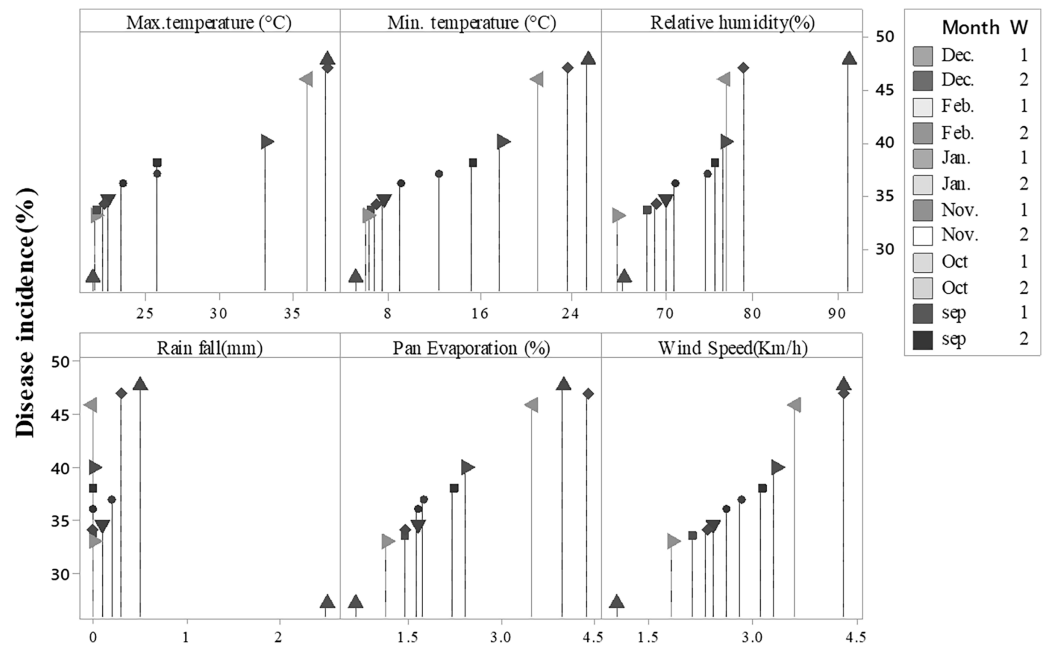 Max.temperature (°C) Min. temperature (°C) Relative humidity(%)
50
45
40
35
30
25 30 35 8 16 24 70 80 90
Disease incidence(%)
Rain fall(mm) Pan Evaporation (%) Wind Speed(Km/h)
50
45
40
35
30
0 1 2 1.5 3.0 4.5 1.5 3.0 4.5
Month W
Dec. 1
Dec. 2
Feb. 1
Feb. 2
Jan. 1
Jan. 2
Nov. 1
Nov. 2
Oct 1
Oct 2
sep 1
sep 2